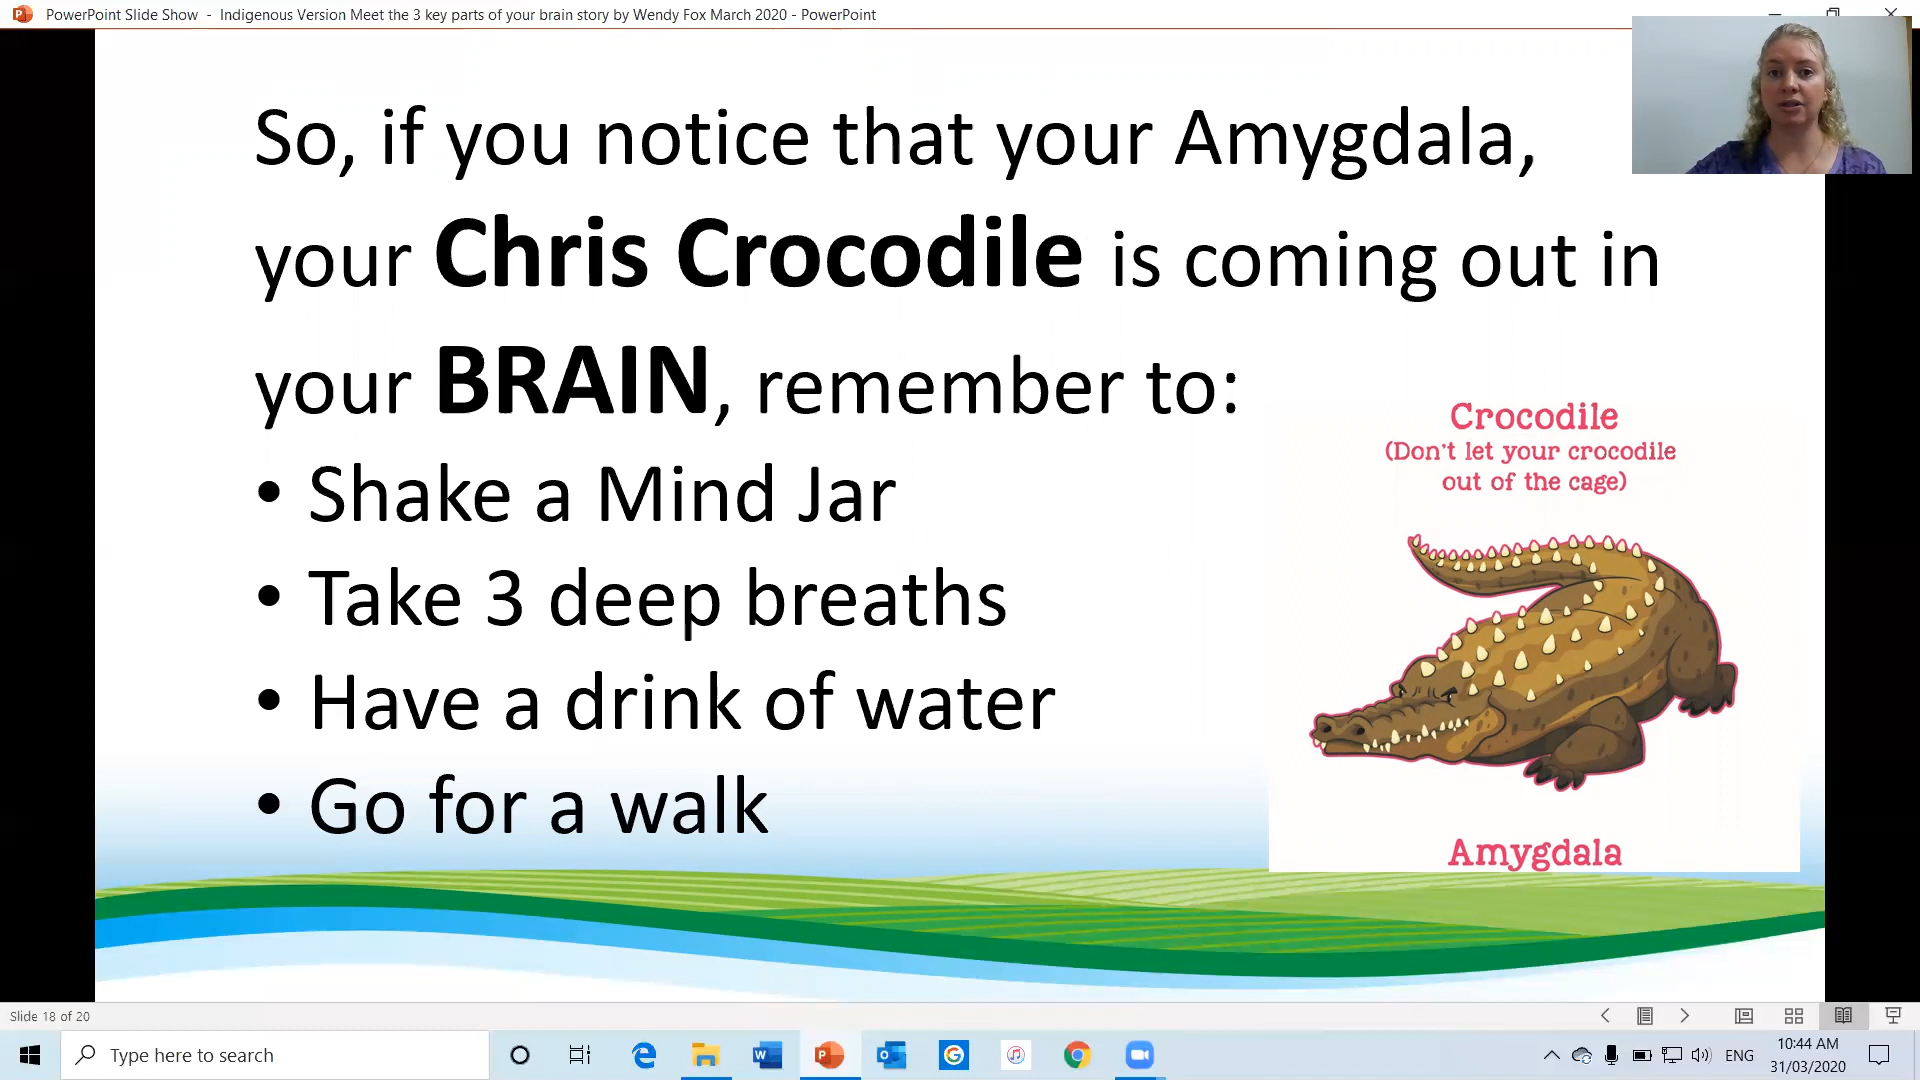 PowerPoint Slide Show - Indigenous Version Meet the 3 key parts of your brain story by Wendy Fox March 2020 - PowerPoint
So, if you notice that your Amygdala,
your Chris Crocodile is coming out in
your BRAIN, remember to:
• Shake a Mind Jar
• Take 3 deep breaths
• Have a drink of water
• Go for a walk
Crocodile
(Don't let your crocodile
out of the cage)
Amygdala
Slide 18 of 20
Type here to search
ENG
10:44 AM
31/03/2020